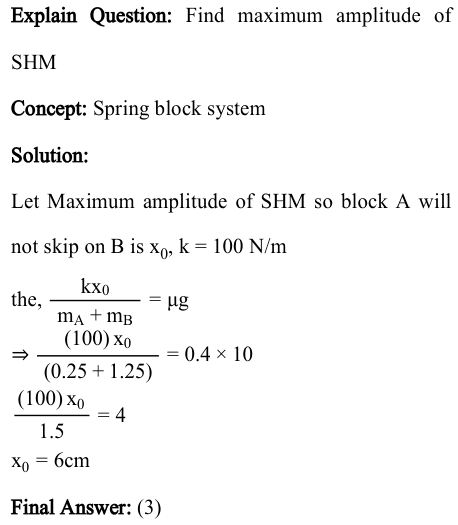 Explain Question: Find maximum amplitude of
SHM
Concept: Spring block system
Solution:
Let Maximum amplitude of SHM so block A will
not skip on B is x₀, k = 100 N/m
the, kx₀ / (m_A + m_B) = μg
⇒ (100) x₀ / (0.25 + 1.25) = 0.4 × 10
(100) x₀ / 1.5 = 4
x₀ = 6cm
Final Answer: (3)